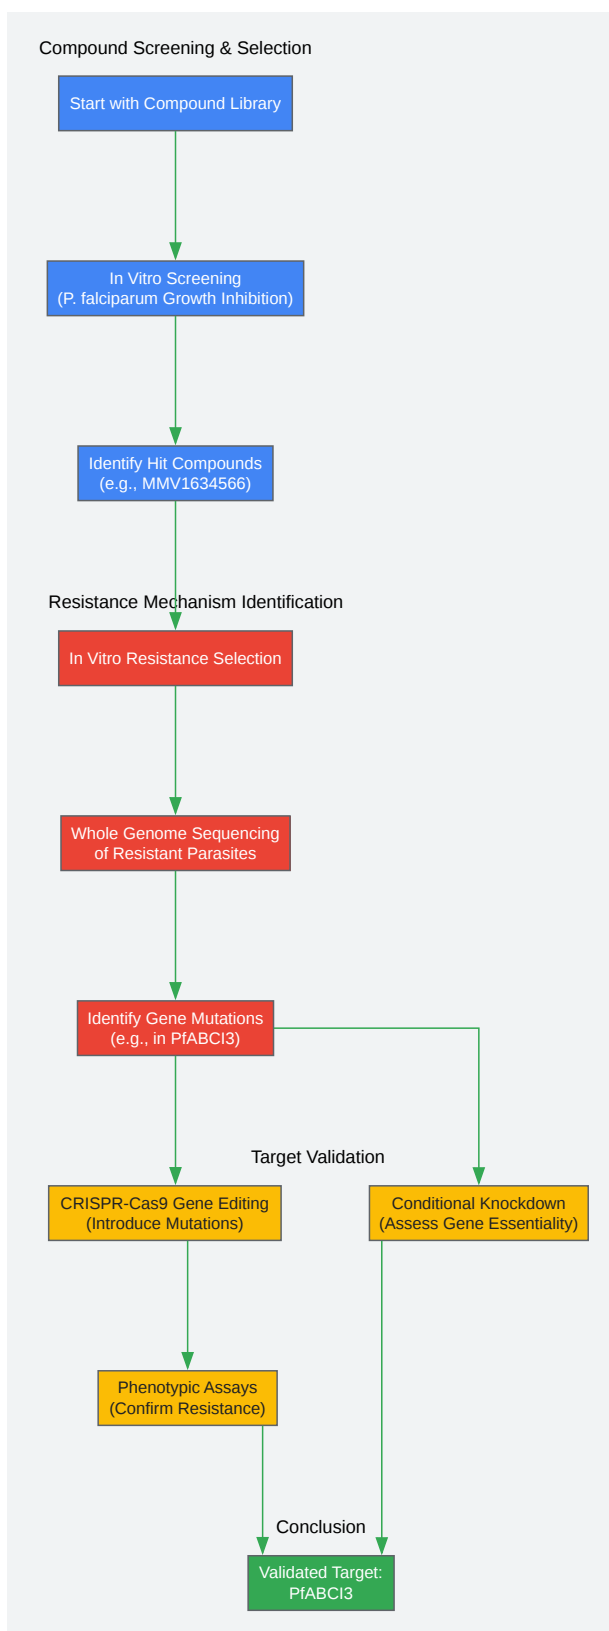 Compound Screening & Selection
Start with Compound Library
In Vitro Screening
(P. falciparum Growth Inhibition)
Identify Hit Compounds
(e.g., MMV1634566)
Resistance Mechanism Identification
In Vitro Resistance Selection
Whole Genome Sequencing
of Resistant Parasites
Identify Gene Mutations
(e.g., in PfABCI3)
Target Validation
CRISPR-Cas9 Gene Editing
(Introduce Mutations)
Conditional Knockdown
(Assess Gene Essentiality)
Phenotypic Assays
(Confirm Resistance)
Conclusion
Validated Target:
PfABCI3